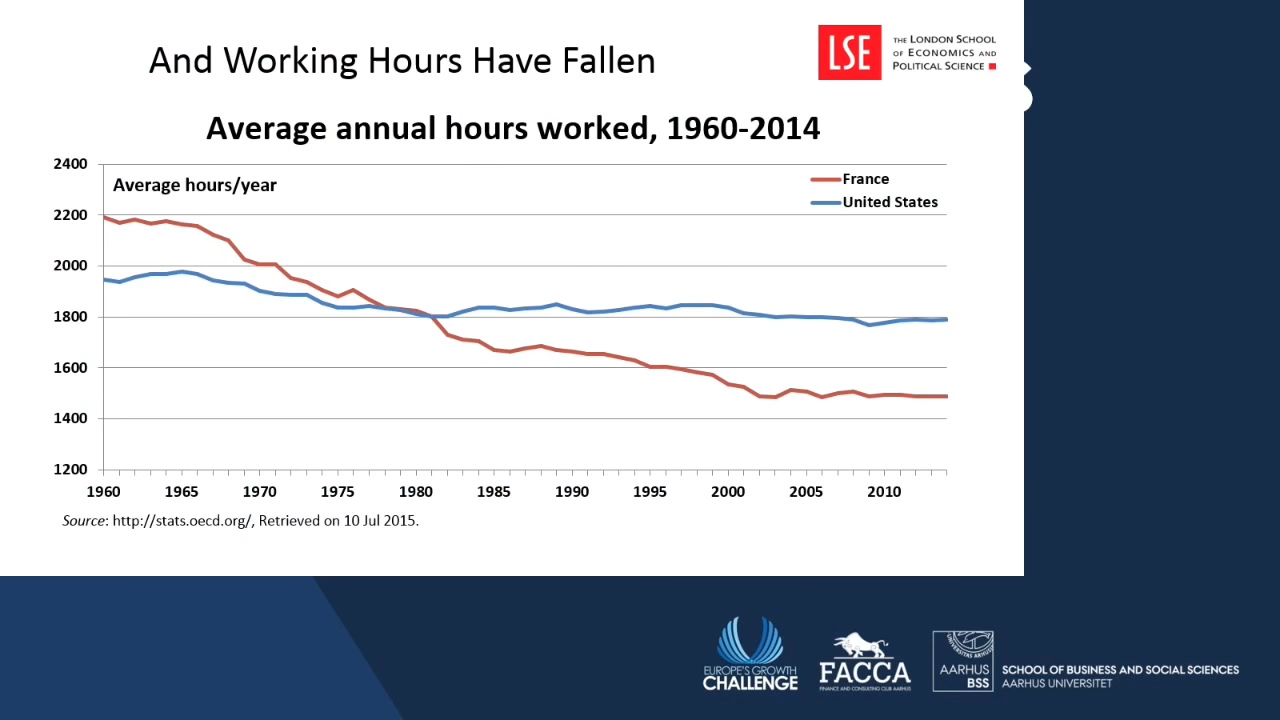 And Working Hours Have Fallen
LSE
THE LONDON SCHOOL
OF ECONOMICS AND
POLITICAL SCIENCE
Average annual hours worked, 1960-2014
2400
2200
2000
1800
1600
1400
1200
Average hours/year
France
United States
1960 1965 1970 1975 1980 1985 1990 1995 2000 2005 2010
Source: http://stats.oecd.org/, Retrieved on 10 Jul 2015.
EUROPE'S GROWTH
CHALLENGE
FACCA
FINANCE AND CONSULTING CLUB AARHUS
AARHUS
BSS
SCHOOL OF BUSINESS AND SOCIAL SCIENCES
AARHUS UNIVERSITET